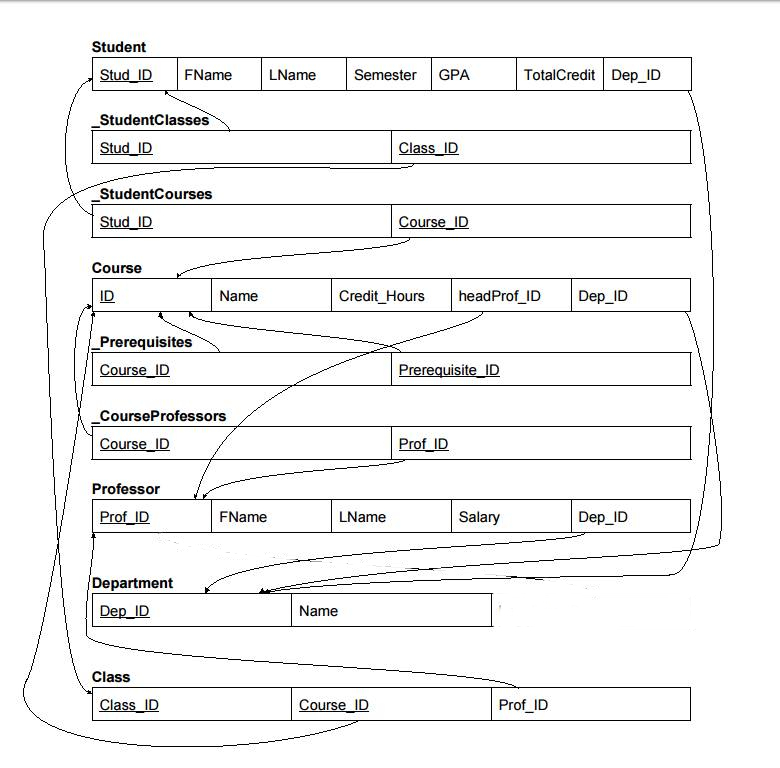 Student
Stud_ID FName LName Semester GPA TotalCredit Dep_ID
_StudentClasses
Stud_ID Class_ID
_StudentCourses
Stud_ID Course_ID
Course
ID Name Credit_Hours headProf_ID Dep_ID
_Prerequisites
Course_ID Prerequisite_ID
_CourseProfessors
Course_ID Prof_ID
Professor
Prof_ID FName LName Salary Dep_ID
Department
Dep_ID Name
Class
Class_ID Course_ID Prof_ID